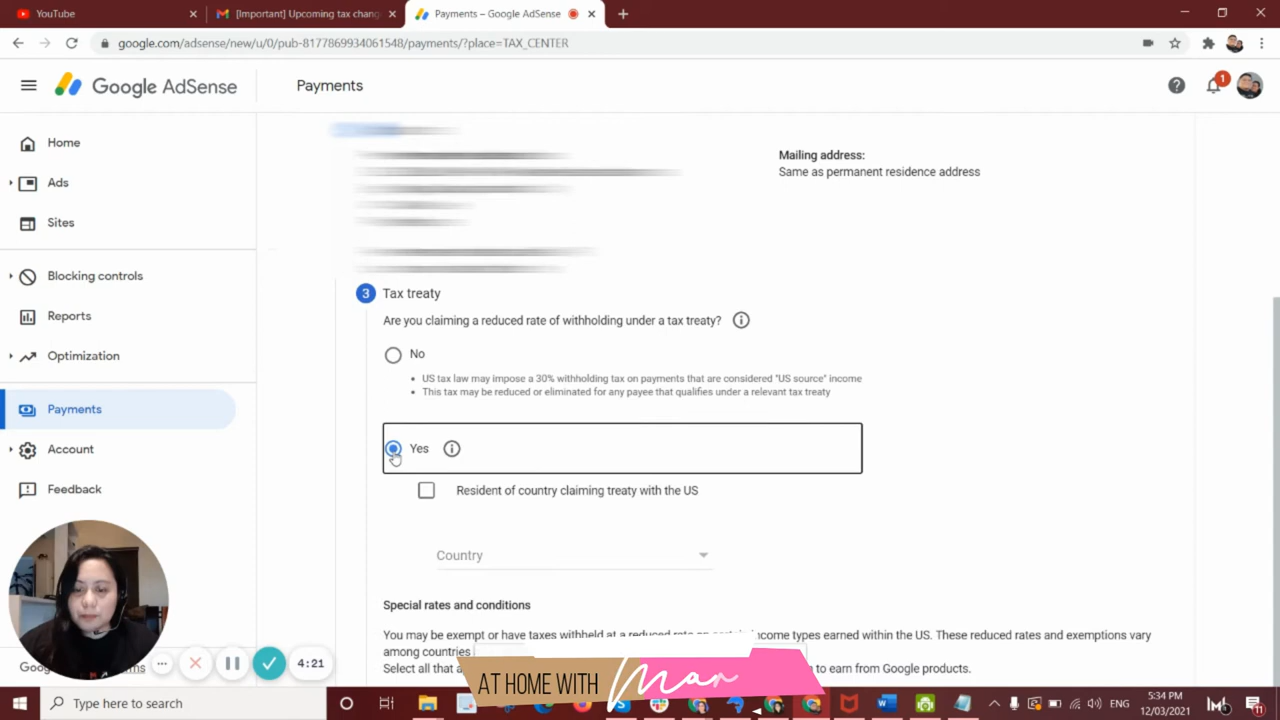 YouTube
[Important] Upcoming tax chang
Payments – Google AdSense
google.com/adsense/new/u/0/pub-8177869934061548/payments/?place=TAX_CENTER
Google AdSense
Payments
1
Home
Ads
Sites
Blocking controls
Reports
Optimization
Payments
Account
Feedback
Mailing address:
Same as permanent residence address
3 Tax treaty
Are you claiming a reduced rate of withholding under a tax treaty?
No
• US tax law may impose a 30% withholding tax on payments that are considered "US source" income
• This tax may be reduced or eliminated for any payee that qualifies under a relevant tax treaty
Yes
Resident of country claiming treaty with the US
Country
Special rates and conditions
You may be exempt or have taxes withheld at a reduced rate on certain income types earned within the US. These reduced rates and exemptions vary
among countries
Select all that a
to earn from Google products.
4:21
AT HOME WITH Mar
Type here to search
ENG
5:34 PM
12/03/2021
11